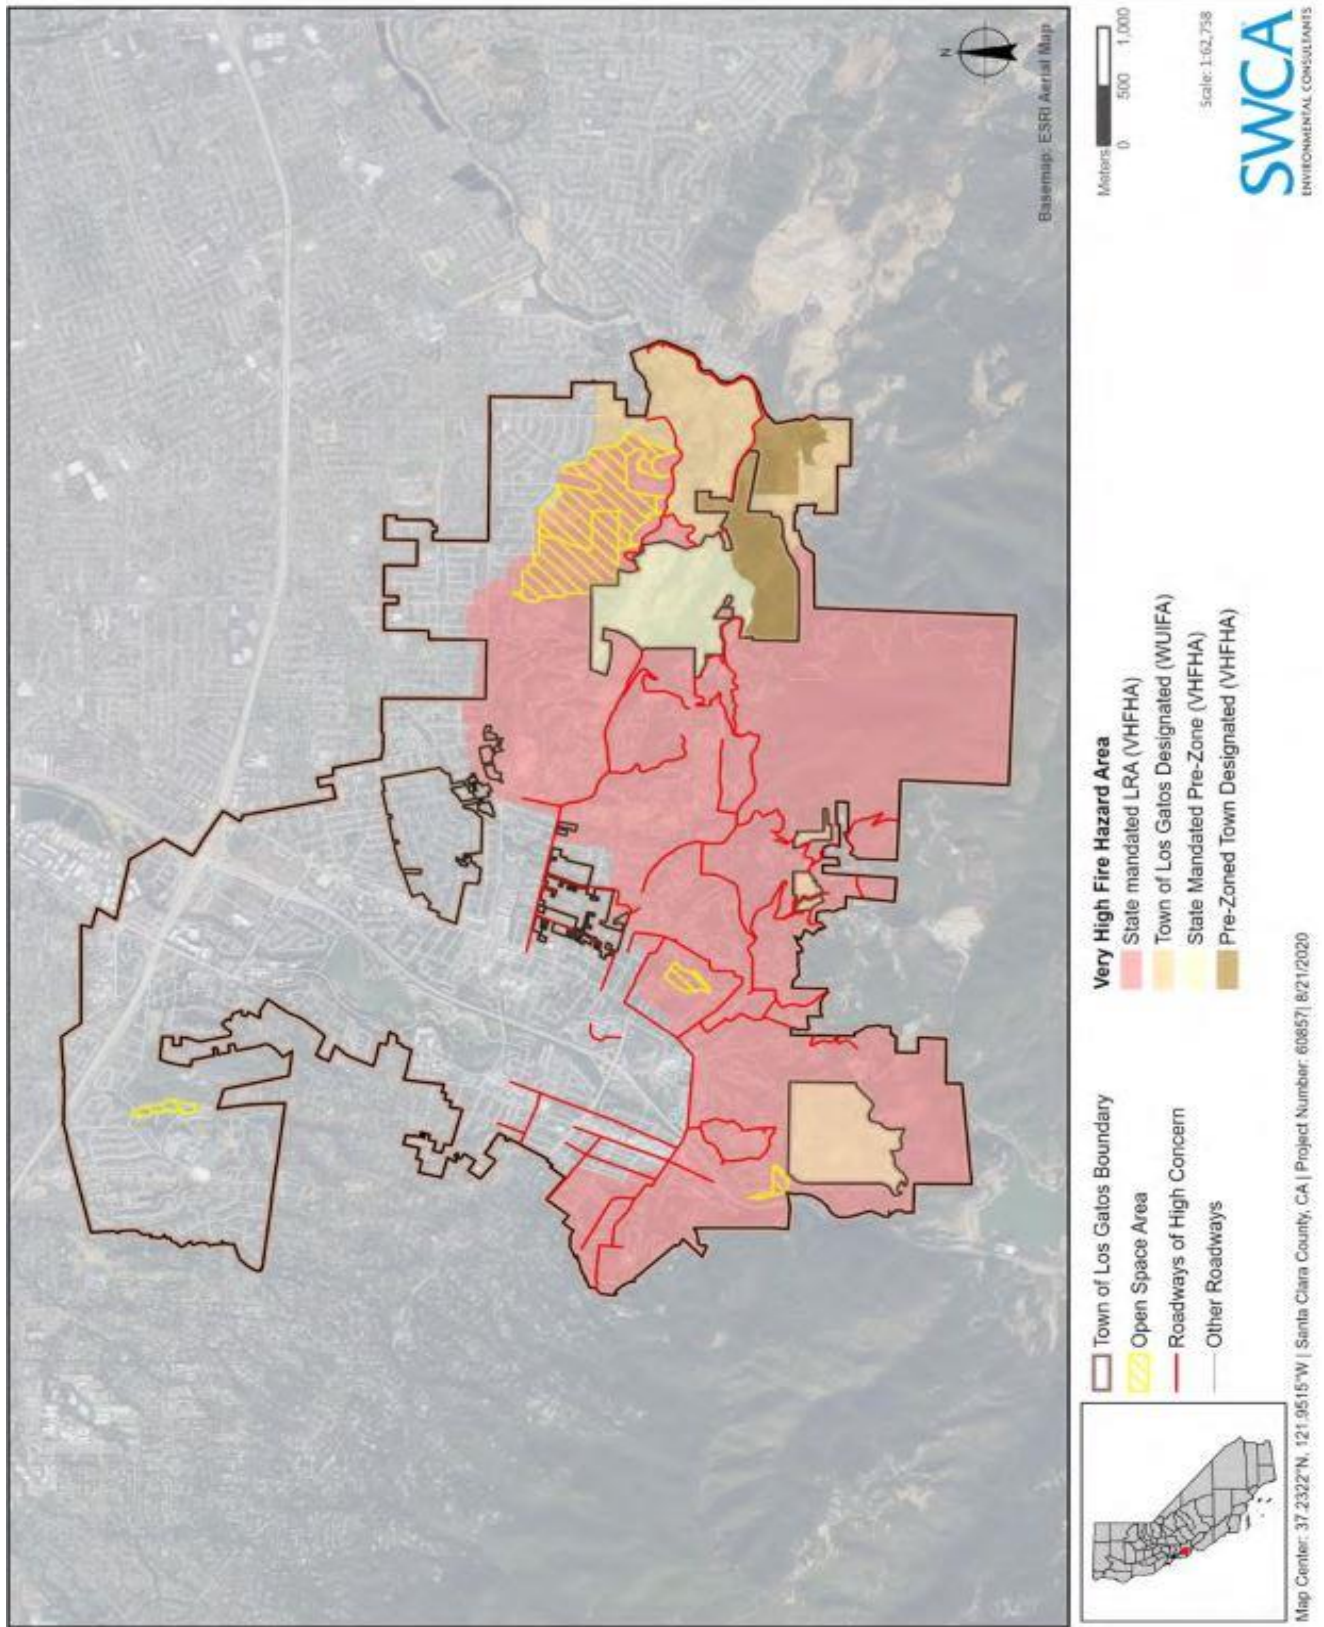 N
Basemap: ESRI Aerial Map
Town of Los Gatos Boundary
Open Space Area
Roadways of High Concern
Other Roadways
Very High Fire Hazard Area
State mandated LRA (VHFHA)
Town of Los Gatos Designated (WUIFA)
State Mandated Pre-Zone (VHFHA)
Pre-Zoned Town Designated (VHFHA)
Meters
0 500 1,000
Scale: 1:62,758
SWCA
ENVIRONMENTAL CONSULTANTS
Map Center: 37.2322°N, 121.9515°W | Santa Clara County, CA | Project Number: 60857| 8/21/2020